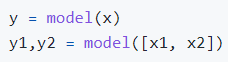 y = model(x)
y1,y2 = model([x1, x2])